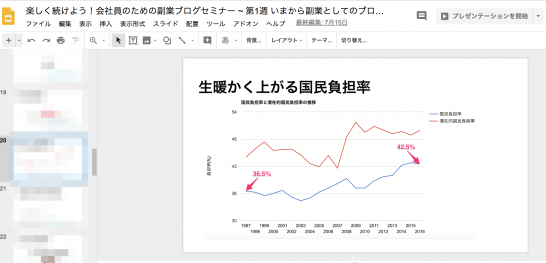 楽しく続けよう！会社員のための副業ブログセミナー ~ 第1週 いまから副業としてのブロ...
プレゼンテーションを開始
ファイル 編集 表示 挿入 表示形式 スライド 配置 ツール アドオン ヘルプ 最終編集: 7月15日
背景... レイアウト テーマ... 切り替え...
19
20
21
22
生暖かく上がる国民負担率
国民負担率と潜在的国民負担率の推移
国民負担率
潜在的国民負担率
54
48
42
36
30
36.5%
42.5%
1997 1999 2001 2003 2005 2007 2009 2011 2013 2015
1998 2000 2002 2004 2006 2008 2010 2012 2014 2016